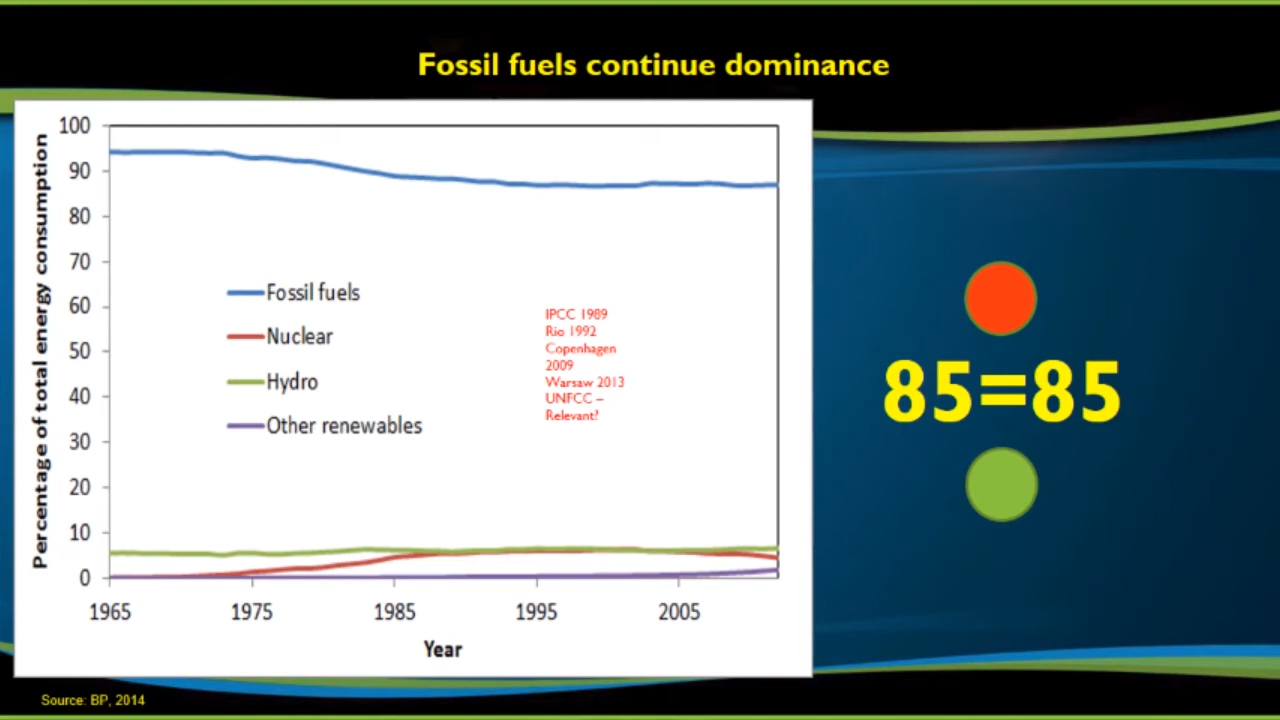 Fossil fuels continue dominance
Percentage of total energy consumption
100
90
80
70
60
50
40
30
20
10
0
Fossil fuels
Nuclear
Hydro
Other renewables
IPCC 1989
Rio 1992
Copenhagen
2009
Warsaw 2013
UNFCC –
Relevant?
1965 1975 1985 1995 2005
Year
85=85
Source: BP, 2014